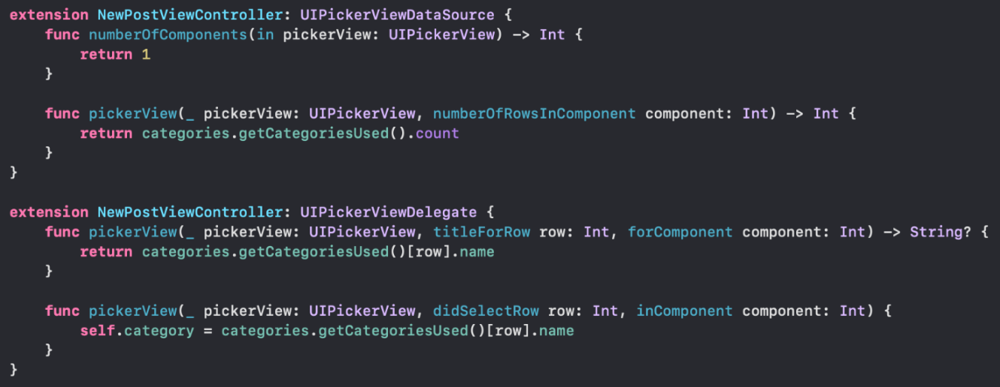 extension NewPostViewController: UIPickerViewDataSource {
    func numberOfComponents(in pickerView: UIPickerView) -> Int {
        return 1
    }

    func pickerView(_ pickerView: UIPickerView, numberOfRowsInComponent component: Int) -> Int {
        return categories.getCategoriesUsed().count
    }
}

extension NewPostViewController: UIPickerViewDelegate {
    func pickerView(_ pickerView: UIPickerView, titleForRow row: Int, forComponent component: Int) -> String? {
        return categories.getCategoriesUsed()[row].name
    }

    func pickerView(_ pickerView: UIPickerView, didSelectRow row: Int, inComponent component: Int) {
        self.category = categories.getCategoriesUsed()[row].name
    }
}